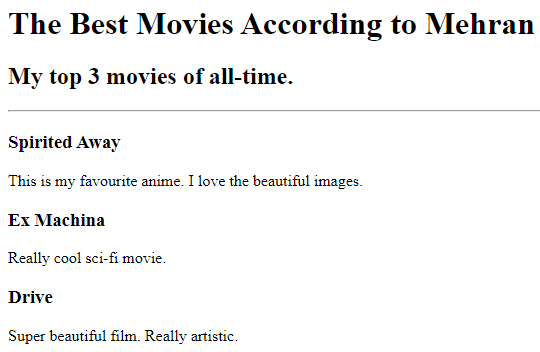 The Best Movies According to Mehran
My top 3 movies of all-time.
Spirited Away
This is my favourite anime. I love the beautiful images.
Ex Machina
Really cool sci-fi movie.
Drive
Super beautiful film. Really artistic.